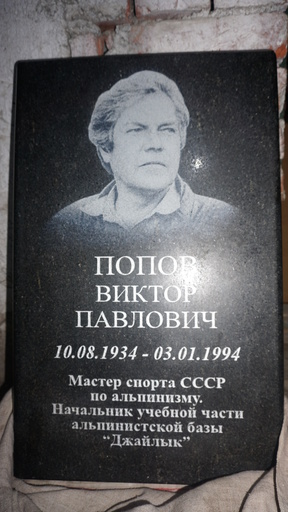 ПОПОВ
ВИКТОР
ПАВЛОВИЧ
10.08.1934 - 03.01.1994
Мастер спорта СССР
по альпинизму.
Начальник учебной части
альпинистской базы
“Джайлык”